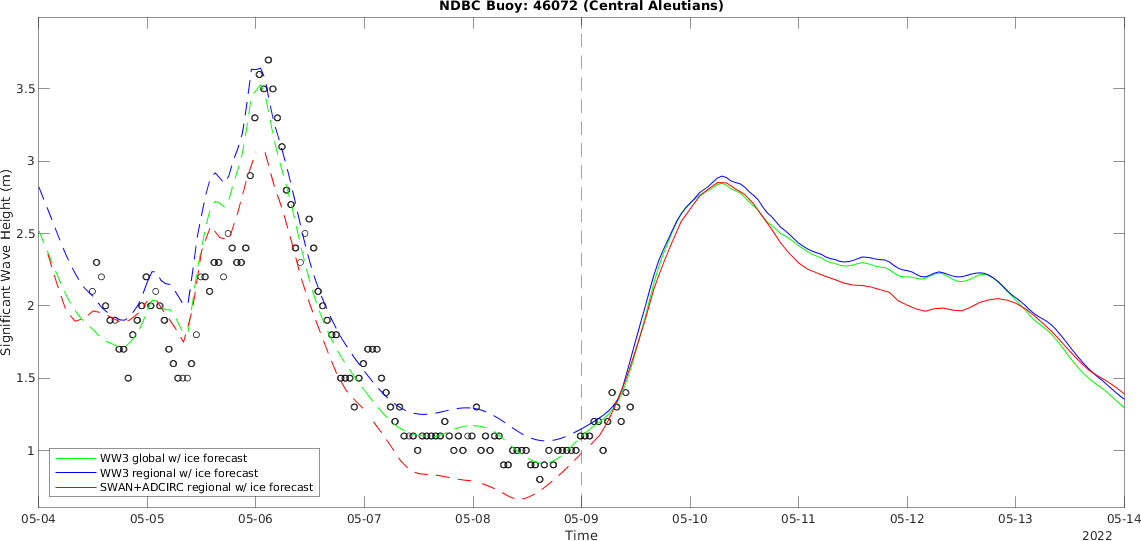 NDBC Buoy: 46072 (Central Aleutians)
Significant Wave Height (m)
3.5
3
2.5
2
1.5
1
WW3 global w/ ice forecast
WW3 regional w/ ice forecast
SWAN+ADCIRC regional w/ ice forecast
05-04 05-05 05-06 05-07 05-08 05-09 05-10 05-11 05-12 05-13 05-14
Time
2022